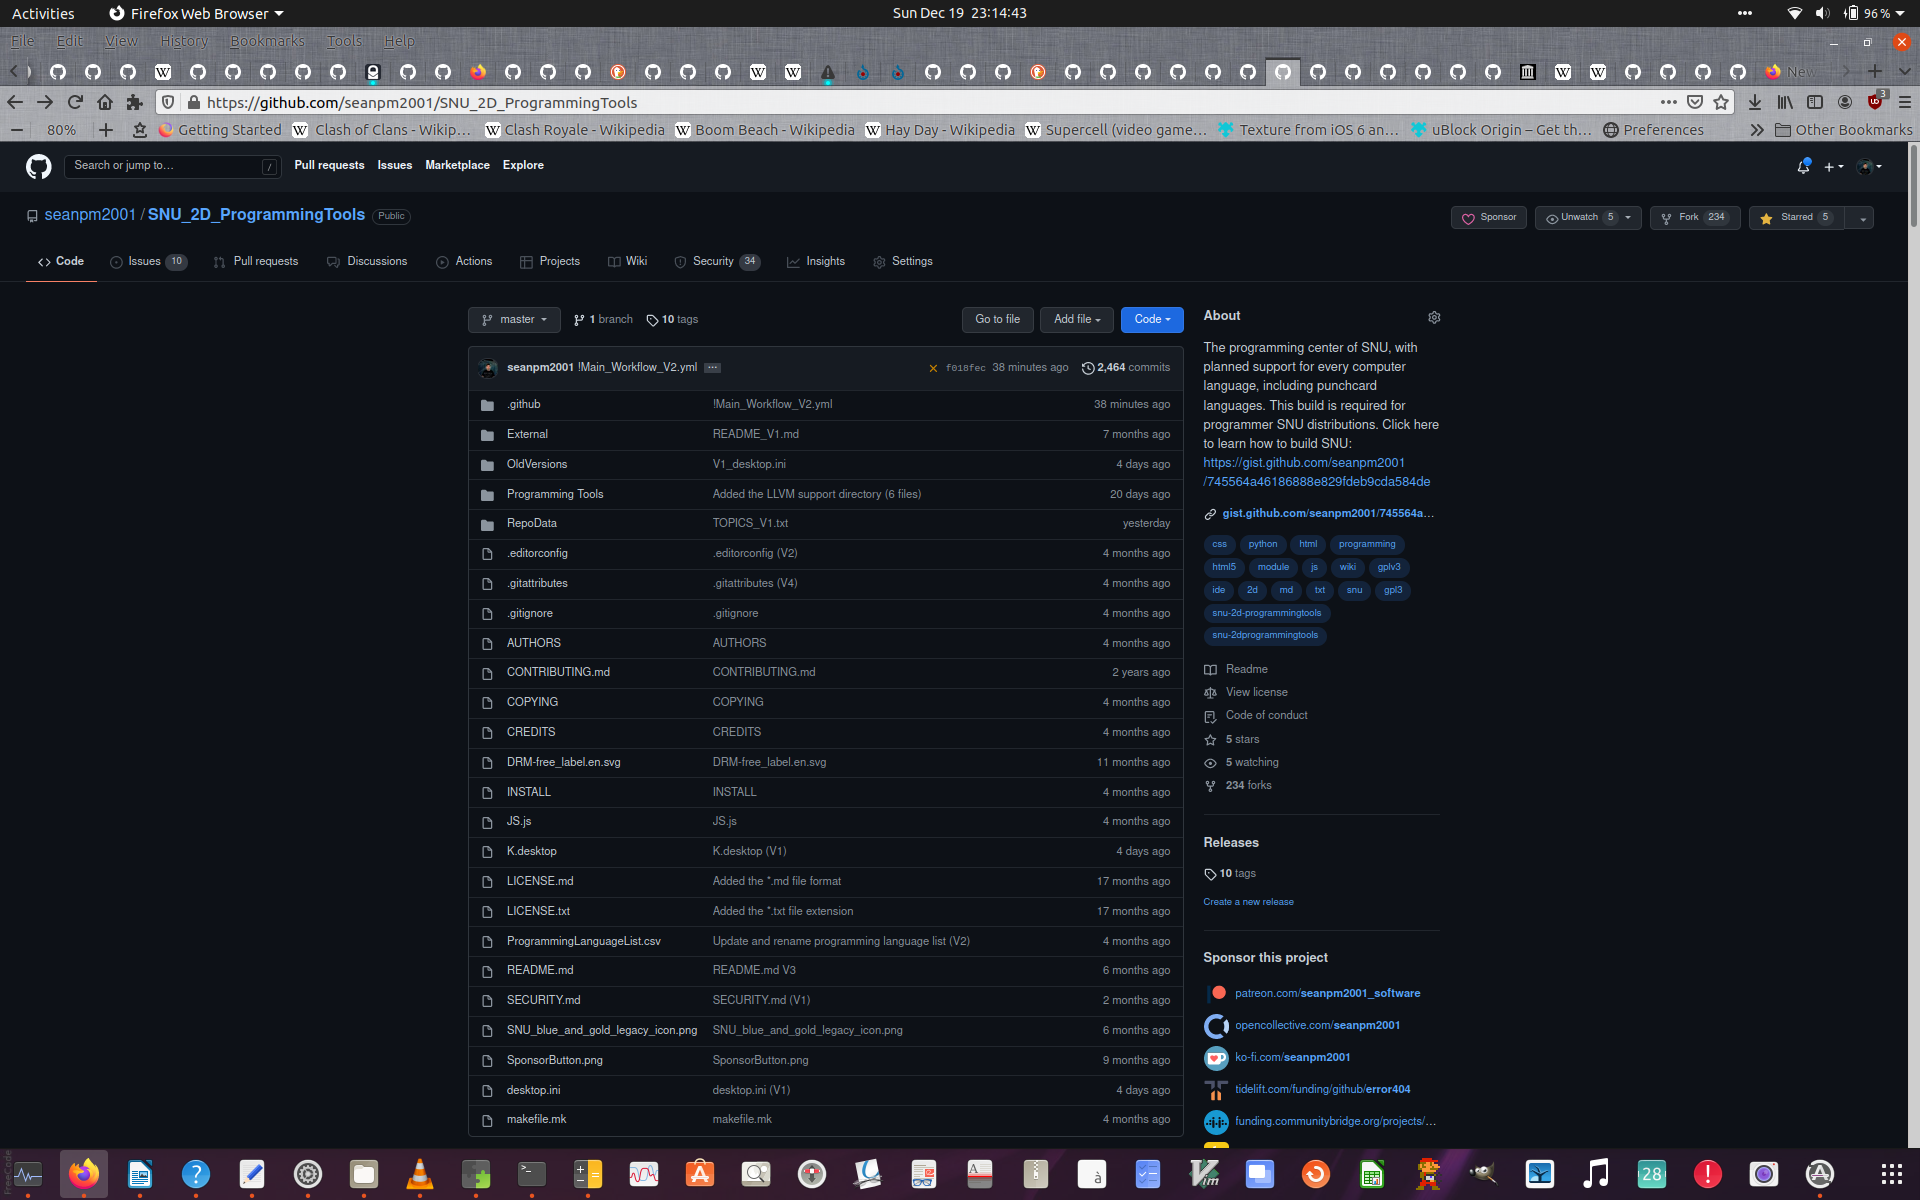 Activities Firefox Web Browser Sun Dec 19 23:14:43 96 %
File Edit View History Bookmarks Tools Help
New
https://github.com/seanpm2001/SNU_2D_ProgrammingTools 3
80% Getting Started Clash of Clans - Wikip… Clash Royale - Wikipedia Boom Beach - Wikipedia Hay Day - Wikipedia Supercell (video game… Texture from iOS 6 an… uBlock Origin – Get th… Preferences Other Bookmarks
Search or jump to… / Pull requests Issues Marketplace Explore
seanpm2001 / SNU_2D_ProgrammingTools Public Sponsor Unwatch 5 Fork 234 Starred 5
Code Issues 10 Pull requests Discussions Actions Projects Wiki Security 34 Insights Settings
master 1 branch 10 tags Go to file Add file Code
seanpm2001 !Main_Workflow_V2.yml … f018fec 38 minutes ago 2,464 commits
.github !Main_Workflow_V2.yml 38 minutes ago
External README_V1.md 7 months ago
OldVersions V1_desktop.ini 4 days ago
Programming Tools Added the LLVM support directory (6 files) 20 days ago
RepoData TOPICS_V1.txt yesterday
.editorconfig .editorconfig (V2) 4 months ago
.gitattributes .gitattributes (V4) 4 months ago
.gitignore .gitignore 4 months ago
AUTHORS AUTHORS 4 months ago
CONTRIBUTING.md CONTRIBUTING.md 2 years ago
COPYING COPYING 4 months ago
CREDITS CREDITS 4 months ago
DRM-free_label.en.svg DRM-free_label.en.svg 11 months ago
INSTALL INSTALL 4 months ago
JS.js JS.js 4 months ago
K.desktop K.desktop (V1) 4 days ago
LICENSE.md Added the *.md file format 17 months ago
LICENSE.txt Added the *.txt file extension 17 months ago
ProgrammingLanguageList.csv Update and rename programming language list (V2) 4 months ago
README.md README.md V3 6 months ago
SECURITY.md SECURITY.md (V1) 2 months ago
SNU_blue_and_gold_legacy_icon.png SNU_blue_and_gold_legacy_icon.png 6 months ago
SponsorButton.png SponsorButton.png 9 months ago
desktop.ini desktop.ini (V1) 4 days ago
makefile.mk makefile.mk 4 months ago
About
The programming center of SNU, with
planned support for every computer
language, including punchcard
languages. This build is required for
programmer SNU distributions. Click here
to learn how to build SNU:
https://gist.github.com/seanpm2001
/745564a46186888e829fdeb9cda584de
gist.github.com/seanpm2001/745564a…
css python html programming
html5 module js wiki gplv3
ide 2d md txt snu gpl3
snu-2d-programmingtools
snu-2dprogrammingtools
Readme
View license
Code of conduct
5 stars
5 watching
234 forks
Releases
10 tags
Create a new release
Sponsor this project
patreon.com/seanpm2001_software
opencollective.com/seanpm2001
ko-fi.com/seanpm2001
tidelift.com/funding/github/error404
funding.communitybridge.org/projects/…
28